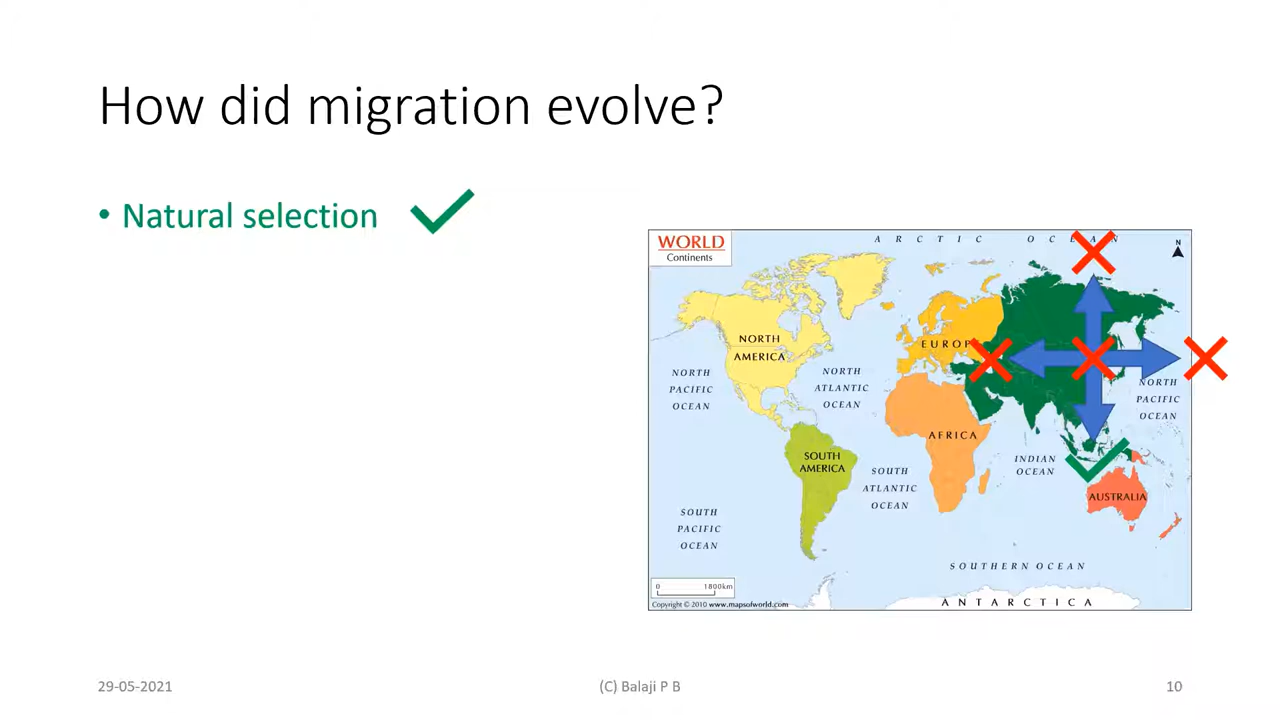 How did migration evolve?
• Natural selection
WORLD
Continents
ARCTIC OCEAN
N
NORTH
AMERICA
EUROPE
NORTH
PACIFIC
OCEAN
NORTH
ATLANTIC
OCEAN
NORTH
PACIFIC
OCEAN
AFRICA
SOUTH
AMERICA
INDIAN
OCEAN
SOUTH
ATLANTIC
OCEAN
AUSTRALIA
SOUTH
PACIFIC
OCEAN
SOUTHERN OCEAN
0 1800km
Copyright © 2010 www.mapsofworld.com
ANTARCTICA
29-05-2021
(C) Balaji P B
10